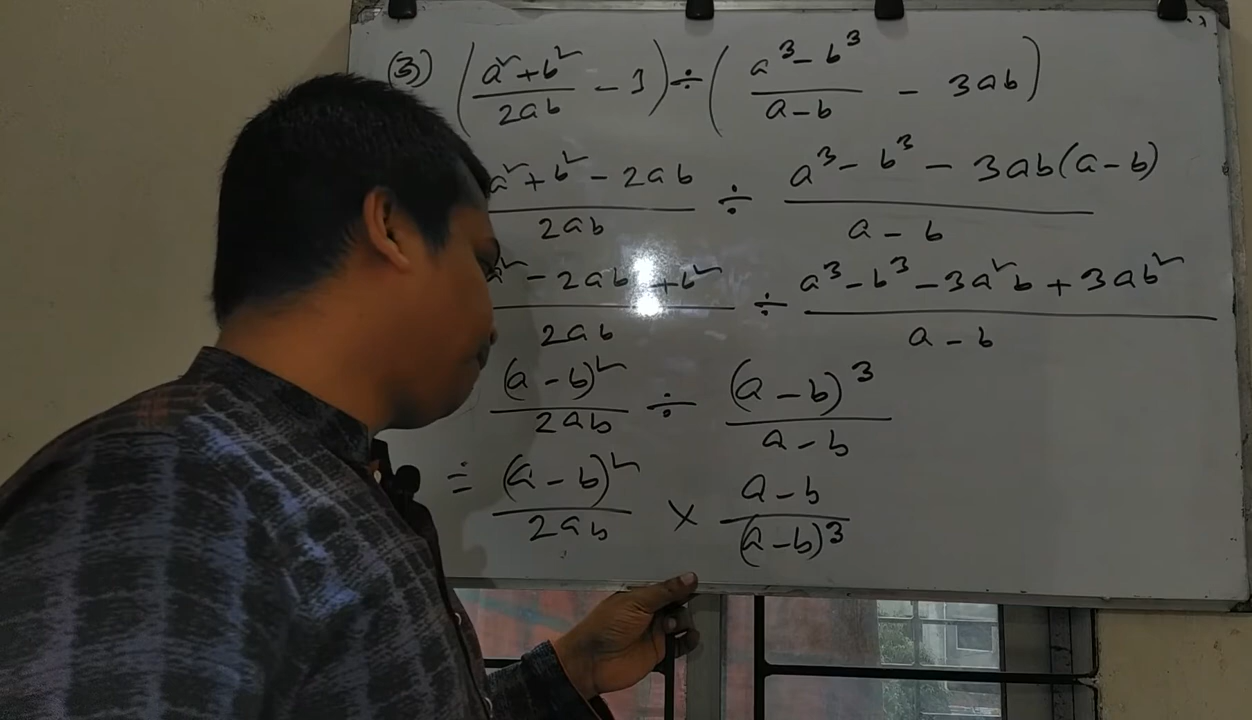 (3) (a²+b²/2ab - 1) ÷ (a³-b³/a-b - 3ab)
a²+b²-2ab/2ab ÷ a³-b³-3ab(a-b)/a-b
a²-2ab+b²/2ab ÷ a³-b³-3a²b+3ab²/a-b
(a-b)²/2ab ÷ (a-b)³/a-b
= (a-b)²/2ab × a-b/(a-b)³